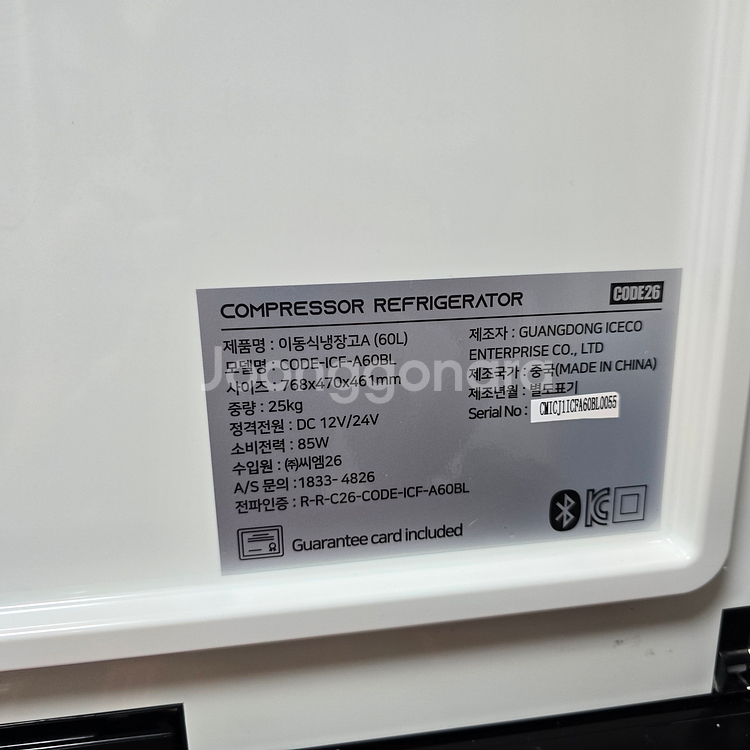 COMPRESSOR REFRIGERATOR
CODE26
제품명 : 이동식냉장고A (60L)
모델명 : CODE-ICF-A60BL
사이즈 : 768x470x461mm
중량 : 25kg
정격전원 : DC 12V/24V
소비전력 : 85W
수입원 : ㈜씨엠26
A/S 문의 :1833- 4826
전파인증 : R-R-C26-CODE-ICF-A60BL
Guarantee card included
제조자 : GUANGDONG ICECO
ENTERPRISE CO., LTD
제조국가 : 중국(MADE IN CHINA)
제조년월 : 별도표기
Serial No :
CMICJ1ICFA60BL0055
Joonggonara